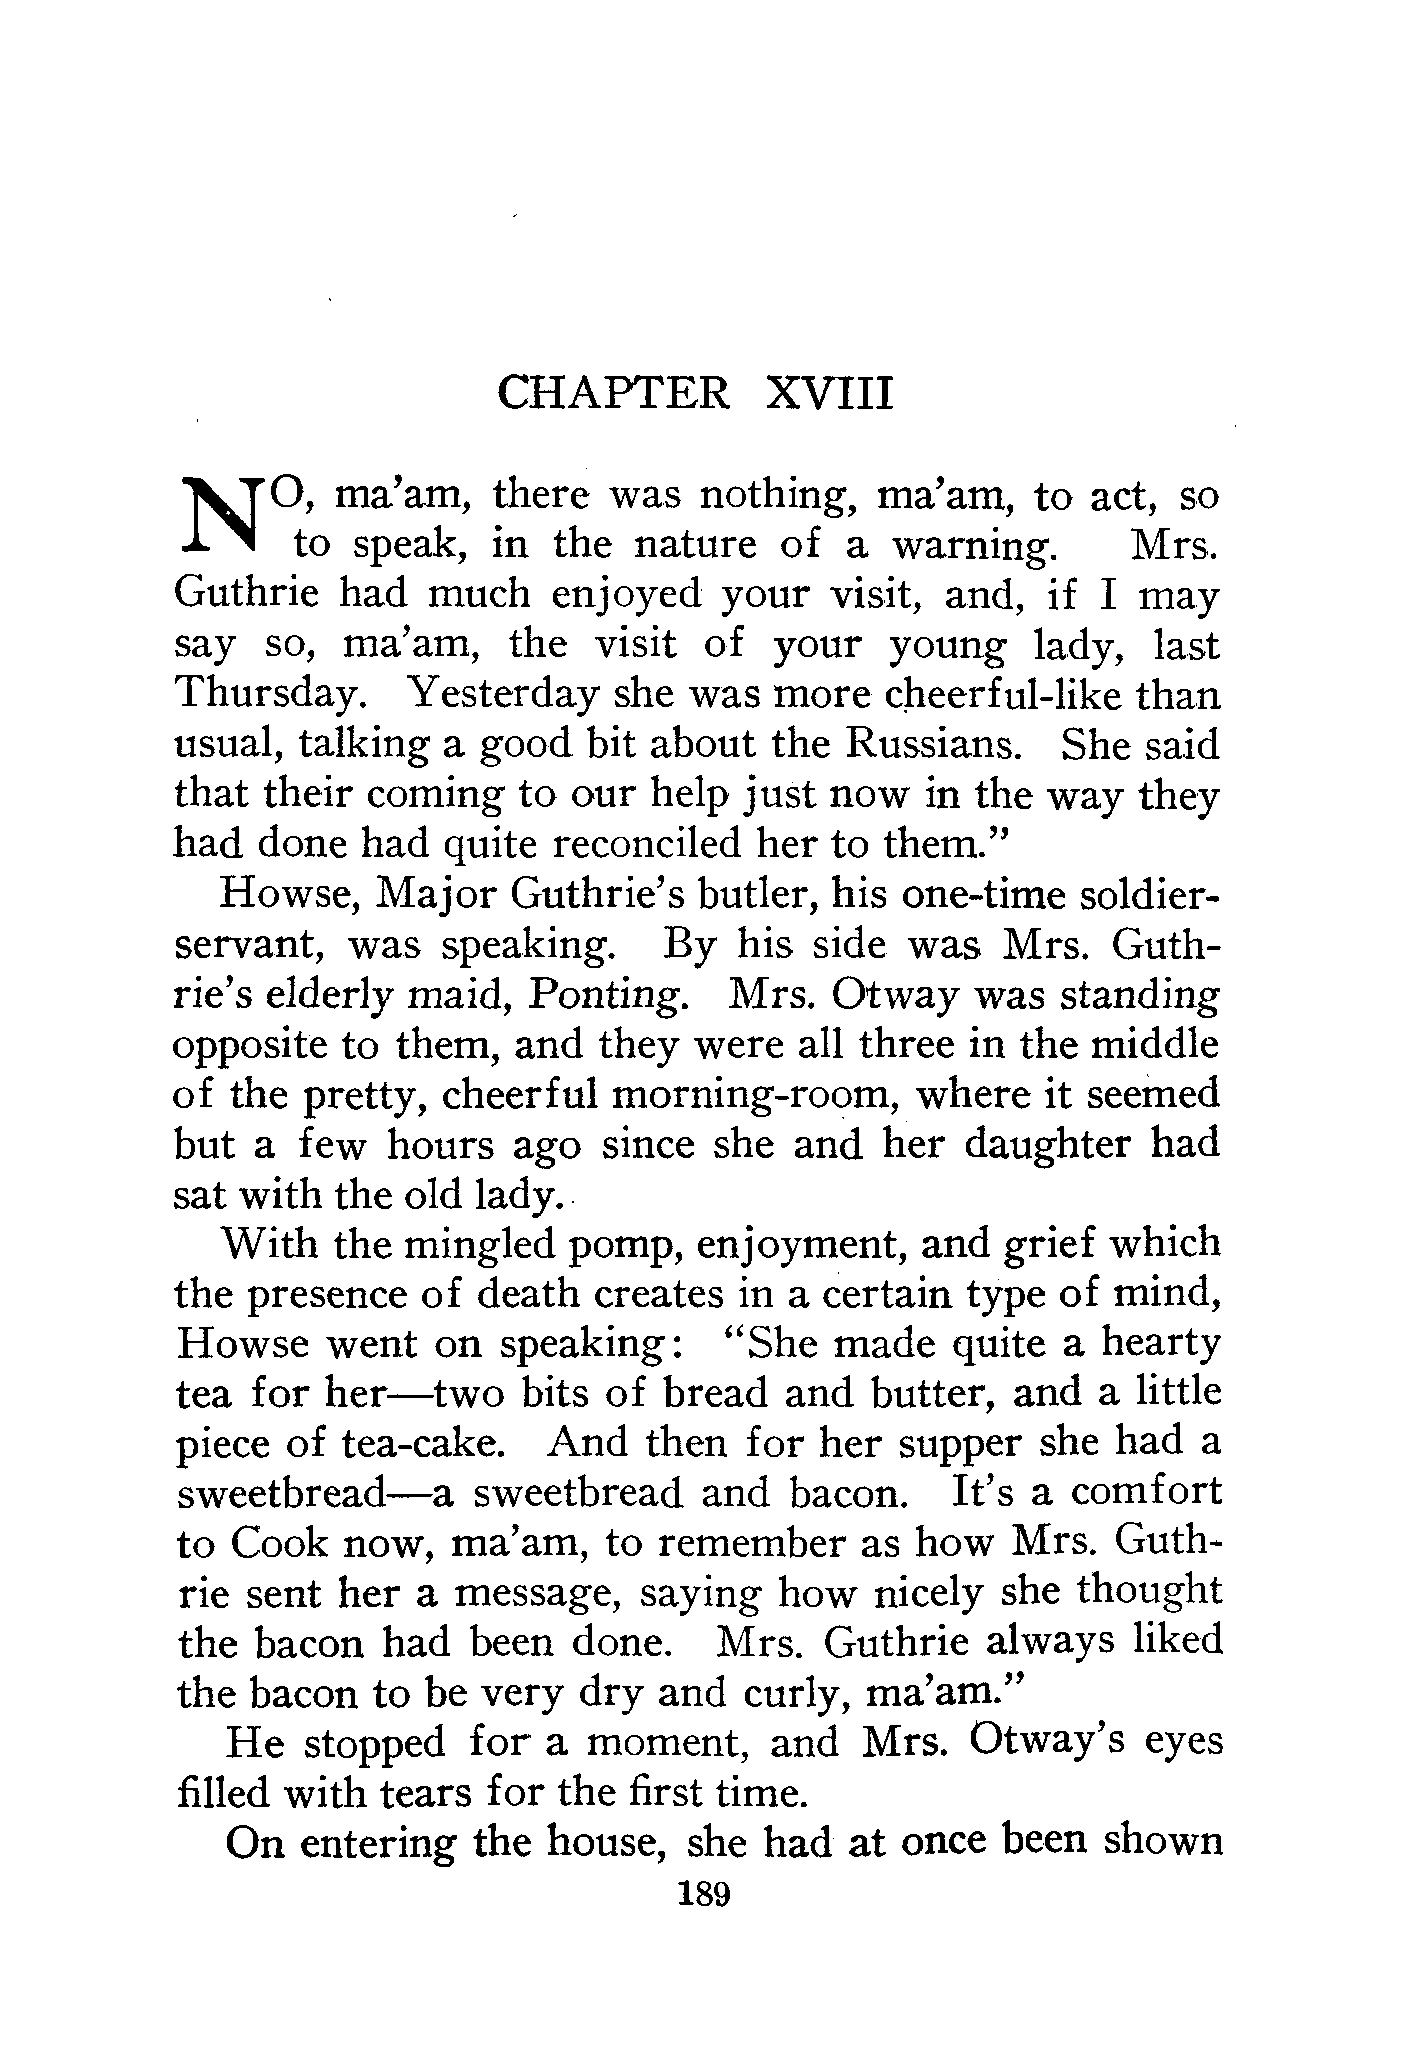 CHAPTER XVIII
NO, ma'am, there was nothing, ma'am, to act, so
to speak, in the nature of a warning. Mrs.
Guthrie had much enjoyed your visit, and, if I may
say so, ma'am, the visit of your young lady, last
Thursday. Yesterday she was more cheerful-like than
usual, talking a good bit about the Russians. She said
that their coming to our help just now in the way they
had done had quite reconciled her to them."
Howse, Major Guthrie's butler, his one-time soldier-
servant, was speaking. By his side was Mrs. Guth-
rie's elderly maid, Ponting. Mrs. Otway was standing
opposite to them, and they were all three in the middle
of the pretty, cheerful morning-room, where it seemed
but a few hours ago since she and her daughter had
sat with the old lady.
With the mingled pomp, enjoyment, and grief which
the presence of death creates in a certain type of mind,
Howse went on speaking: "She made quite a hearty
tea for her—two bits of bread and butter, and a little
piece of tea-cake. And then for her supper she had a
sweetbread—a sweetbread and bacon. It's a comfort
to Cook now, ma'am, to remember as how Mrs. Guth-
rie sent her a message, saying how nicely she thought
the bacon had been done. Mrs. Guthrie always liked
the bacon to be very dry and curly, ma'am."
He stopped for a moment, and Mrs. Otway's eyes
filled with tears for the first time.
On entering the house, she had at once been shown
189